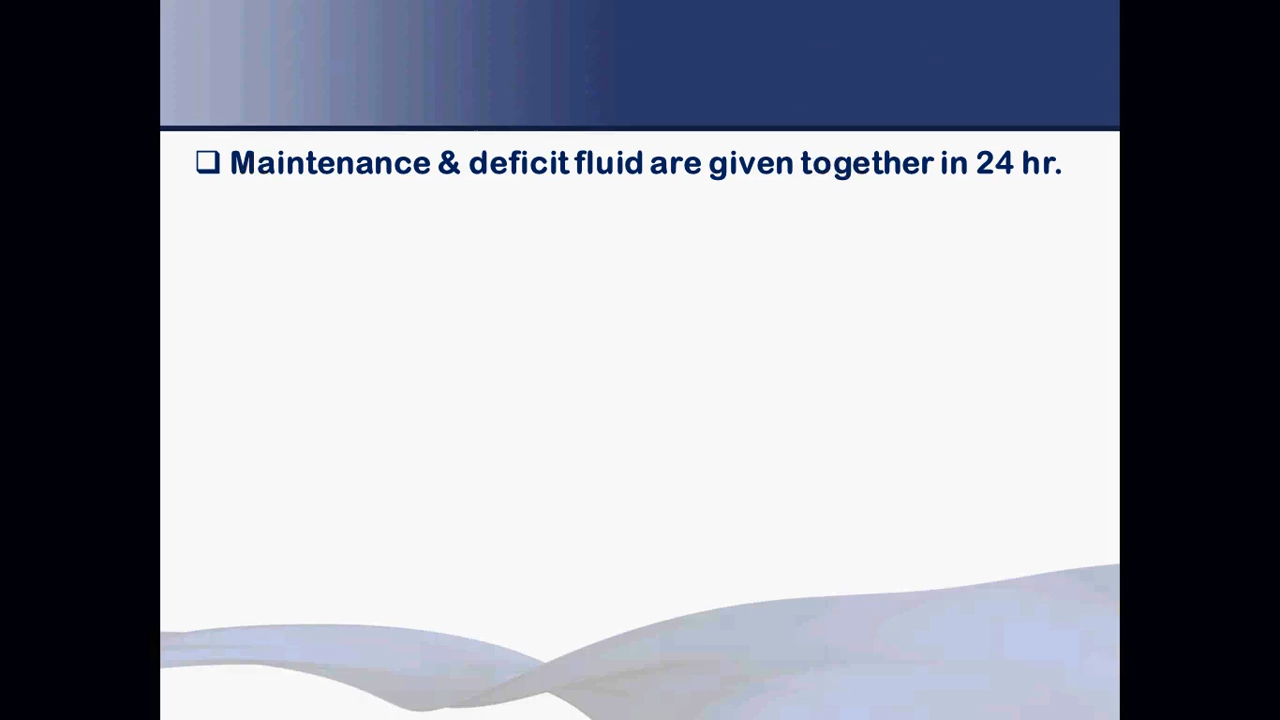 ❑ Maintenance & deficit fluid are given together in 24 hr.